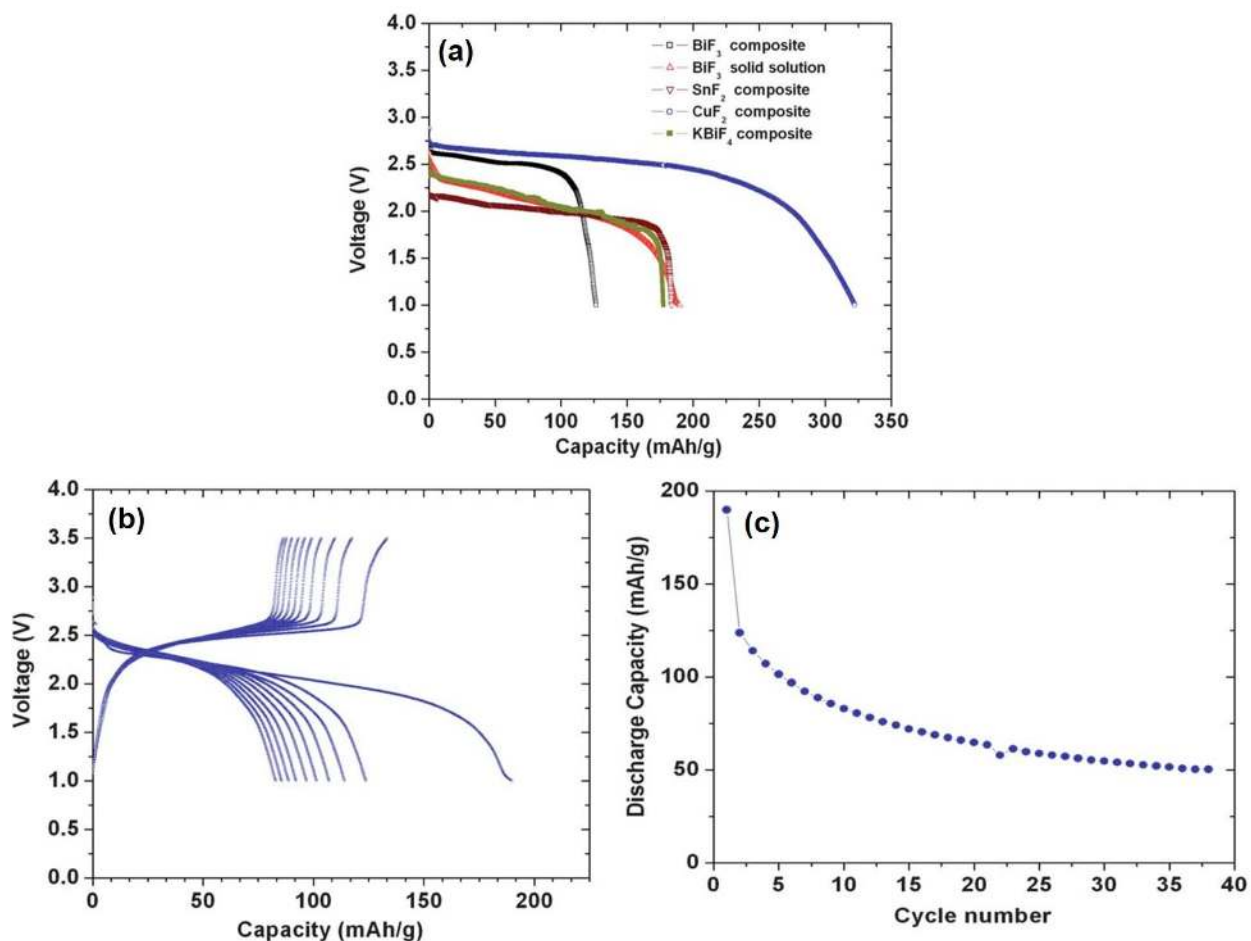 (a)
BiF₃ composite
BiF₃ solid solution
SnF₂ composite
CuF₂ composite
KBiF₄ composite
4.0
3.5
3.0
2.5
2.0
1.5
1.0
0.5
0.0
Voltage (V)
0 50 100 150 200 250 300 350
Capacity (mAh/g)
(b)
4.0
3.5
3.0
2.5
2.0
1.5
1.0
0.5
0.0
Voltage (V)
0 50 100 150 200
Capacity (mAh/g)
(c)
200
150
100
50
0
Discharge Capacity (mAh/g)
0 5 10 15 20 25 30 35 40
Cycle number